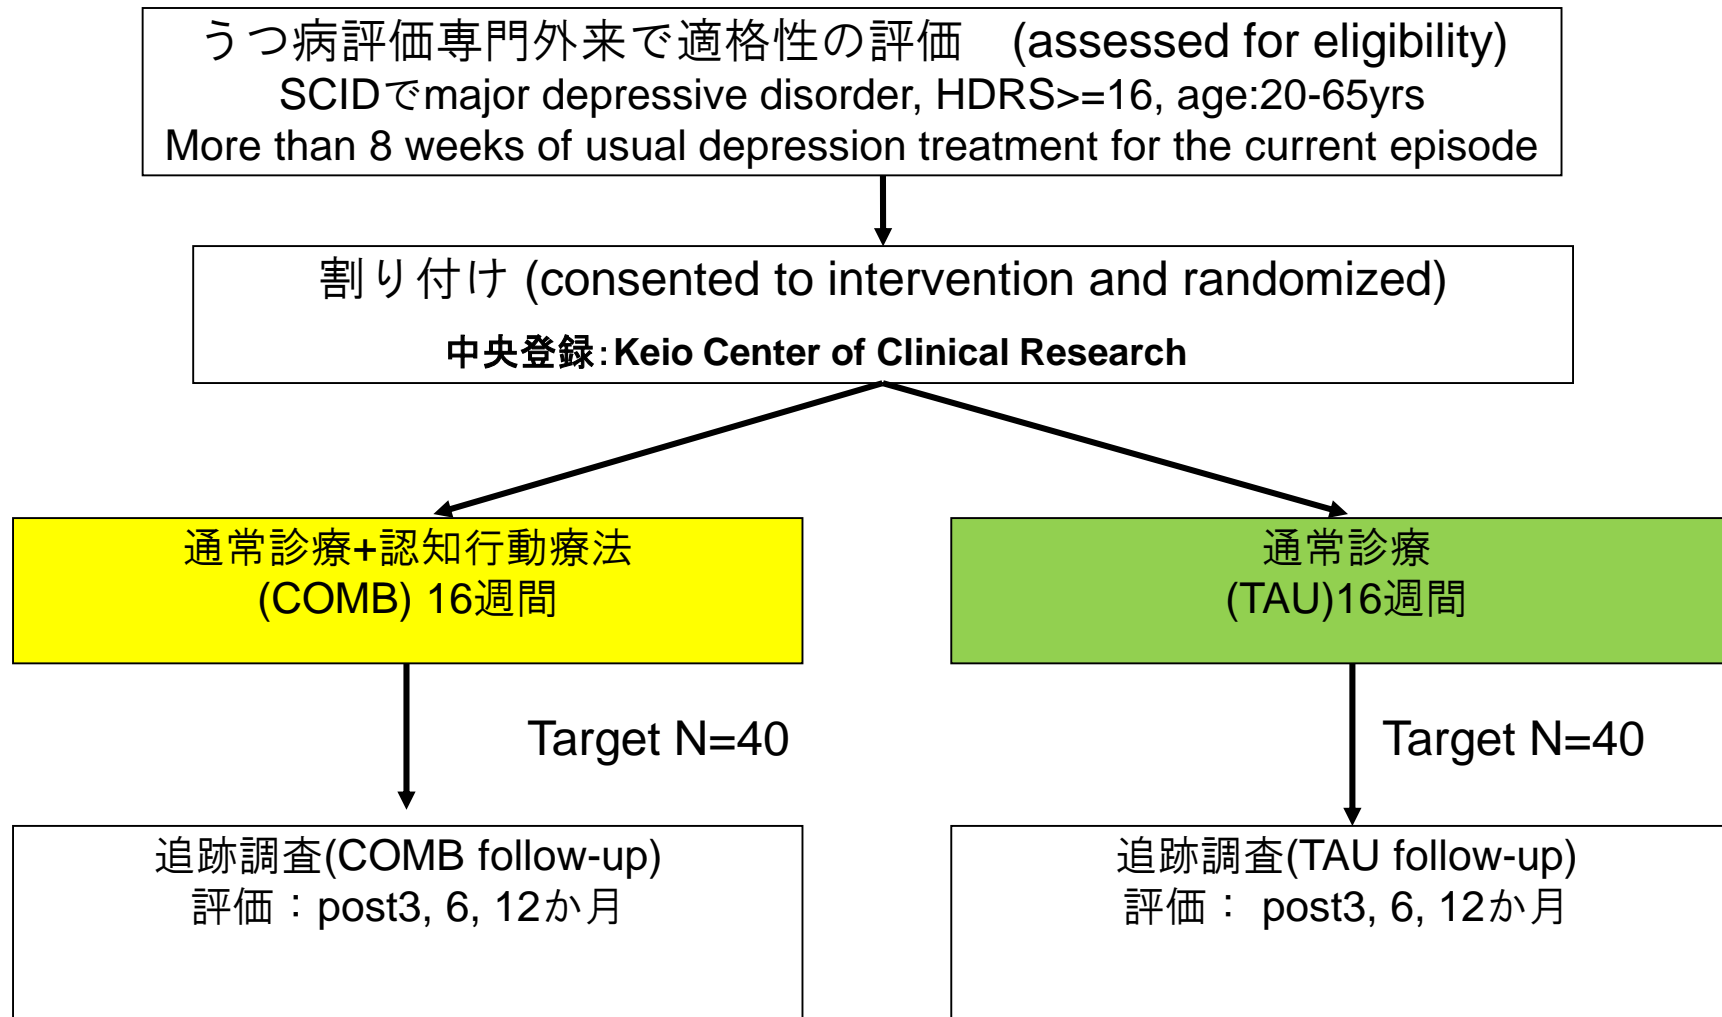 うつ病評価専門外来で適格性の評価　(assessed for eligibility)
SCIDでmajor depressive disorder, HDRS>=16, age:20-65yrs
More than 8 weeks of usual depression treatment for the current episode
割り付け (consented to intervention and randomized)
中央登録：Keio Center of Clinical Research
通常診療+認知行動療法
(COMB) 16週間
通常診療
(TAU)16週間
Target N=40
Target N=40
追跡調査(COMB follow-up)
評価：post3, 6, 12か月
追跡調査(TAU follow-up)
評価： post3, 6, 12か月